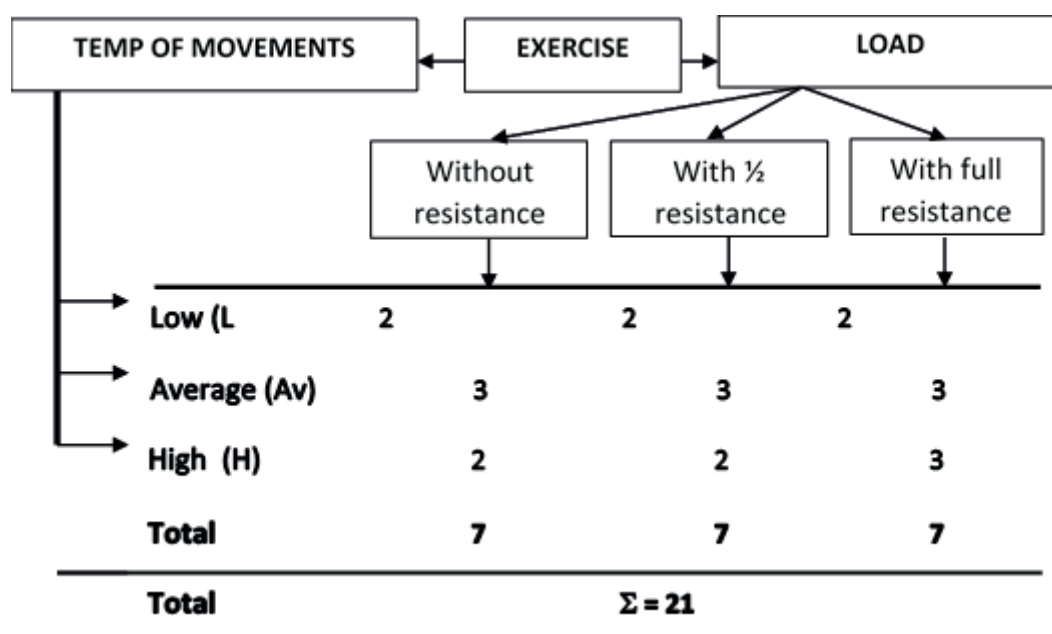 TEMP OF MOVEMENTS EXERCISE LOAD
Without resistance
With ½ resistance
With full resistance
Low (L 2 2 2
Average (Av) 3 3 3
High (H) 2 2 3
Total 7 7 7
Total Σ = 21